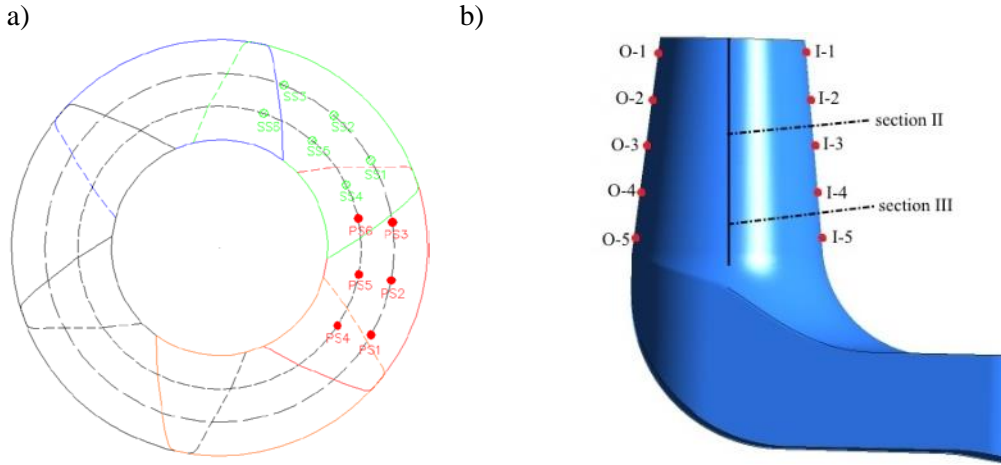 a)
b)
SS3
SS2
SS6
SS5
SS1
SS4
PS6
PS3
PS5
PS2
PS4
PS1
O-1
I-1
O-2
I-2
section II
O-3
I-3
O-4
I-4
section III
O-5
I-5